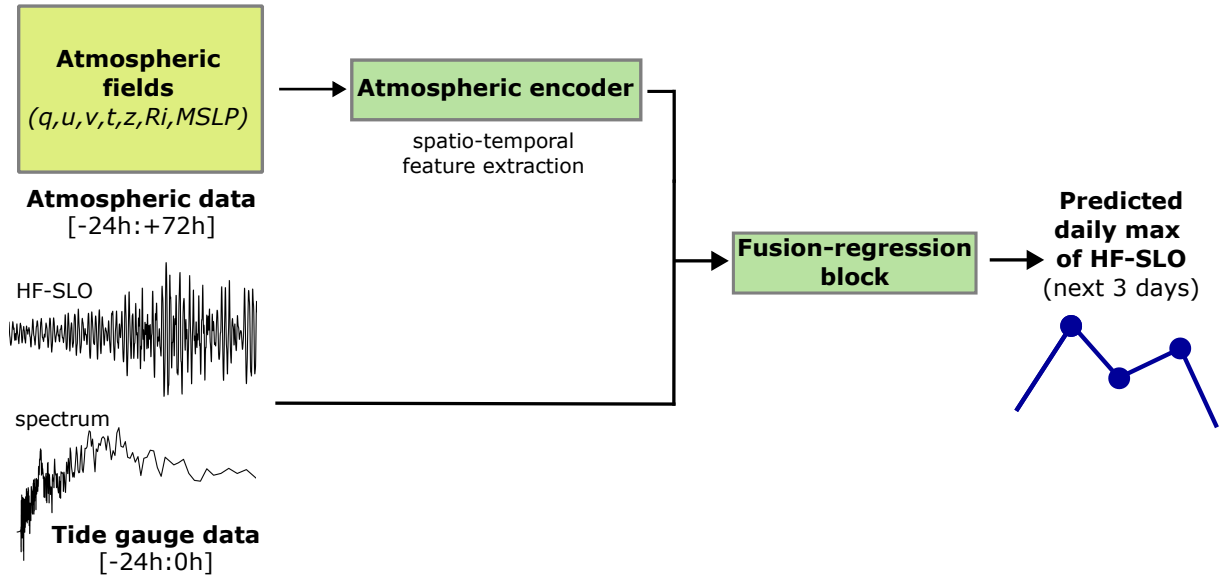 Atmospheric
fields
(q,u,v,t,z,Ri,MSLP)
Atmospheric data
[-24h:+72h]
HF-SLO
spectrum
Tide gauge data
[-24h:0h]
Atmospheric encoder
spatio-temporal
feature extraction
Fusion-regression
block
Predicted
daily max
of HF-SLO
(next 3 days)